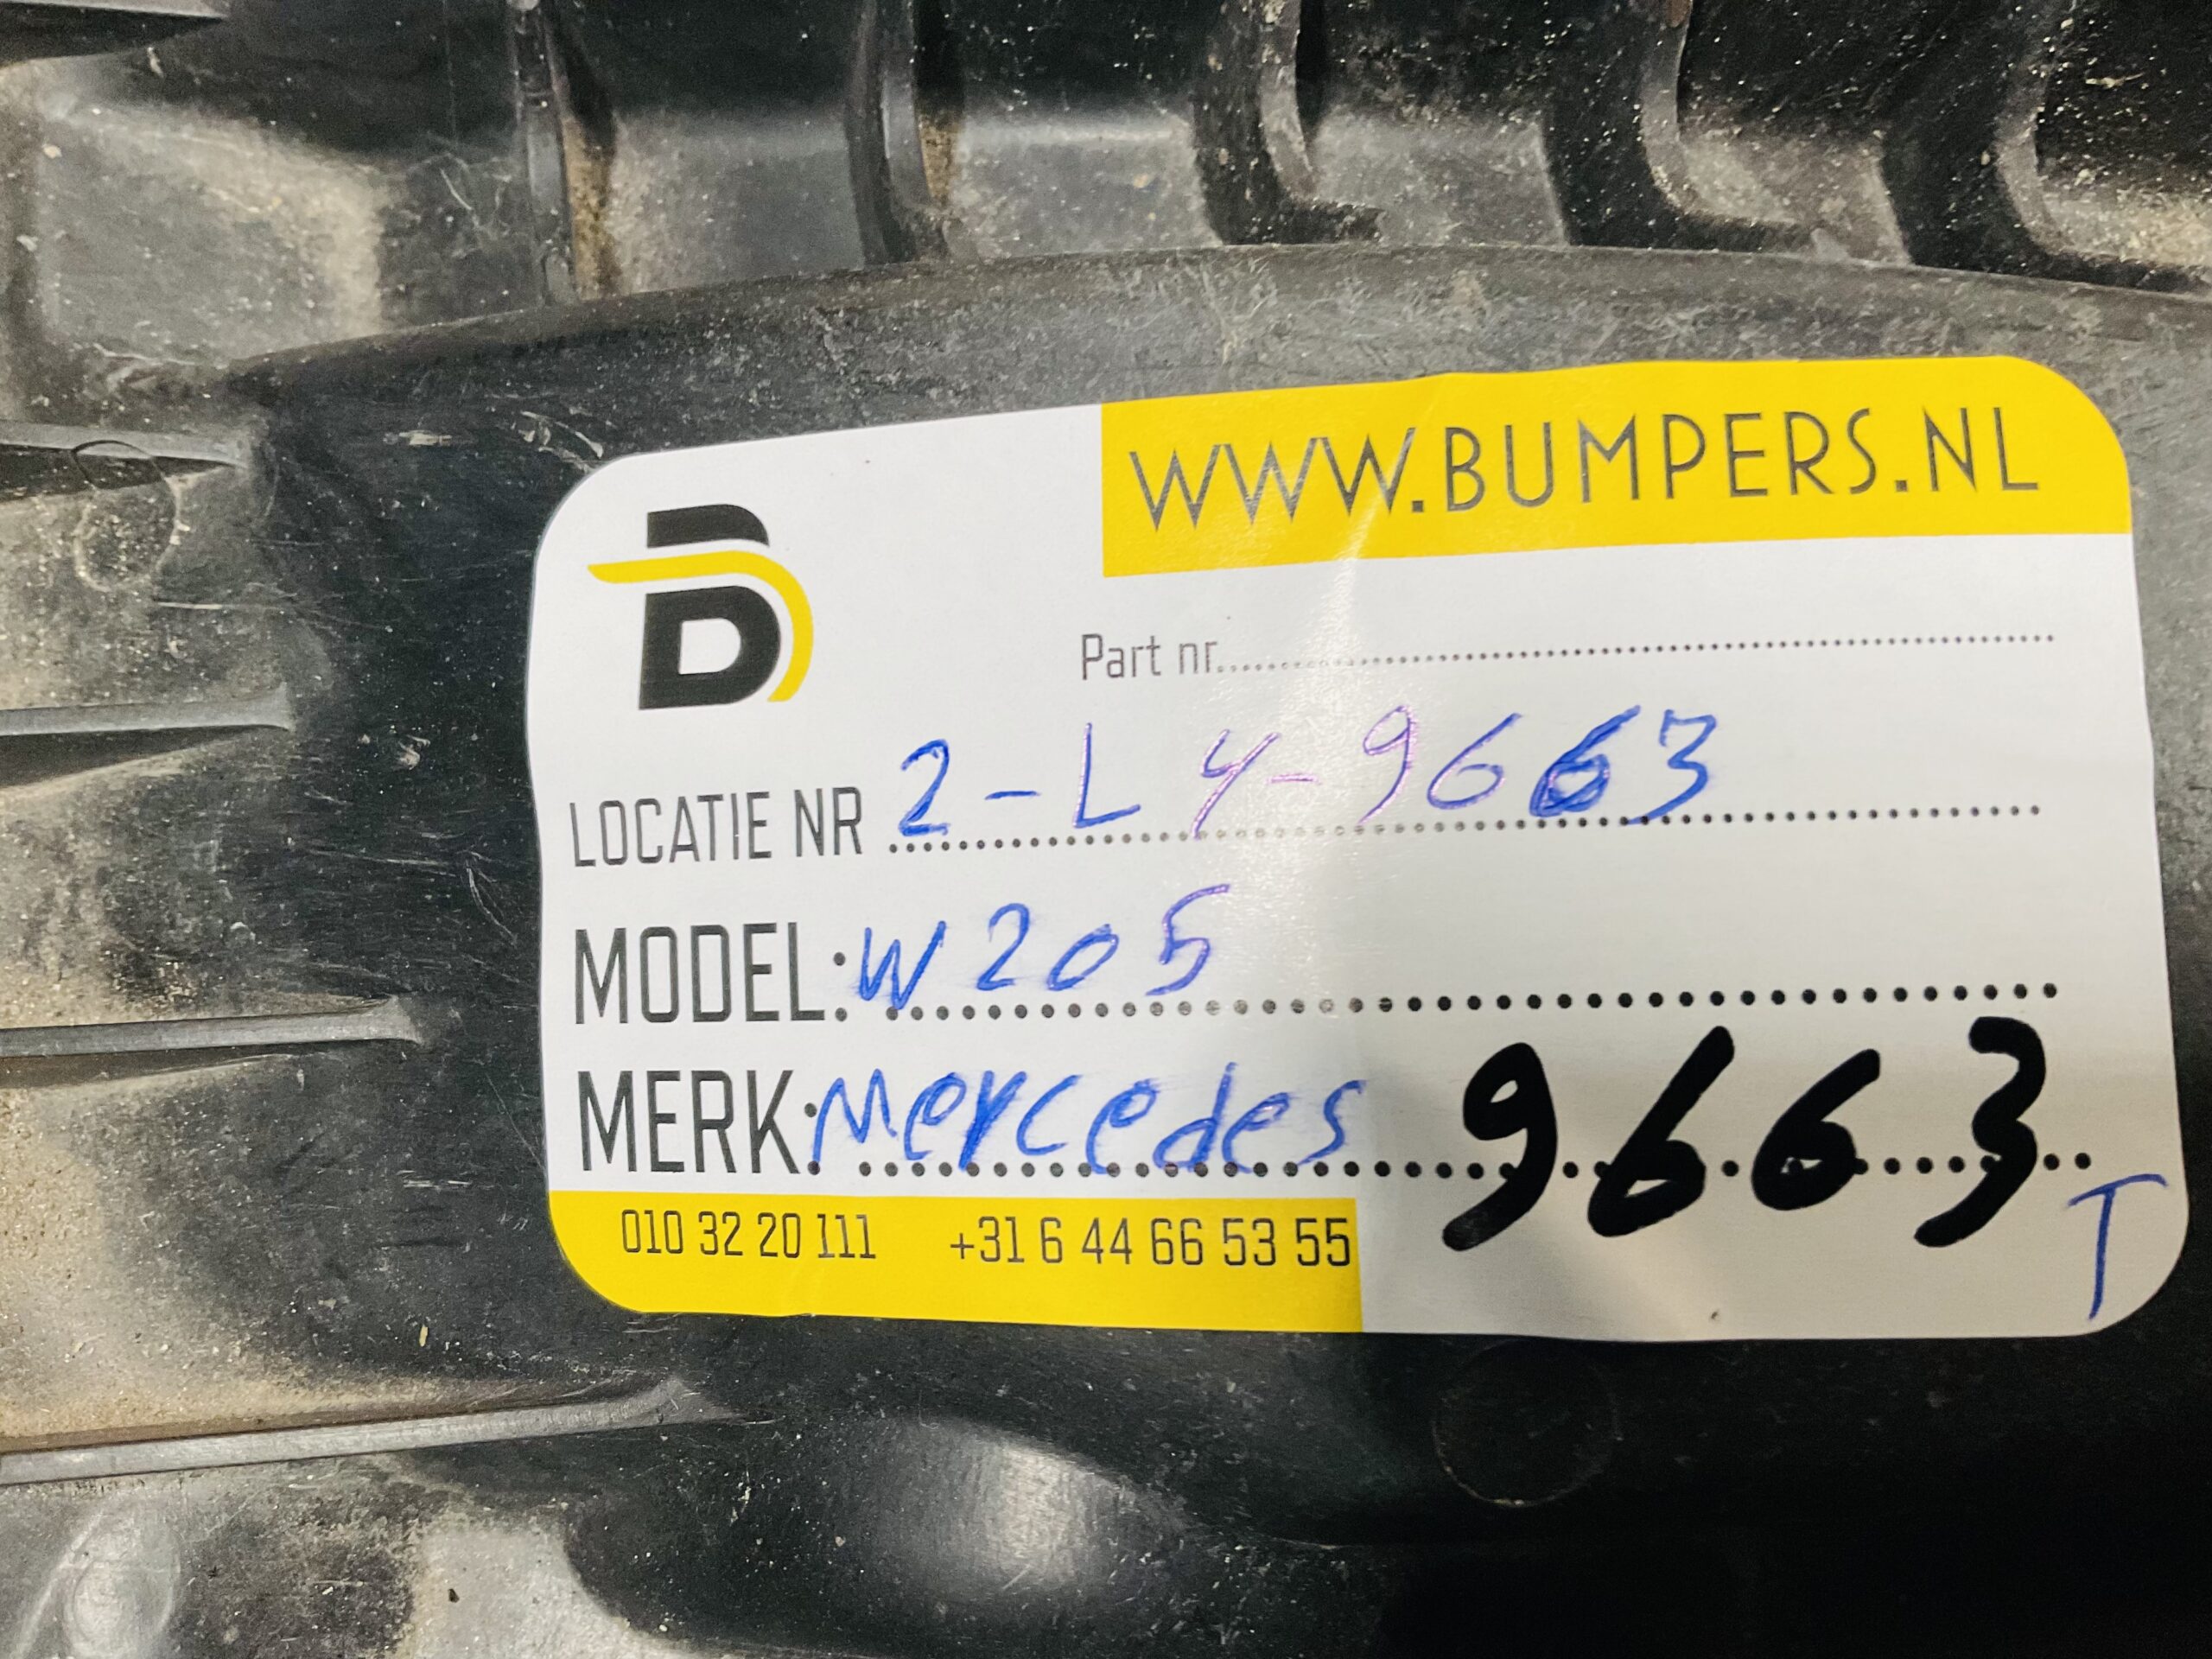 WWW.BUMPERS.NL
B
Part nr.
LOCATIE NR 2-L4-9663
MODEL: W205
MERK: Mercedes 9663
T
010 32 20 111 +31 6 44 66 53 55